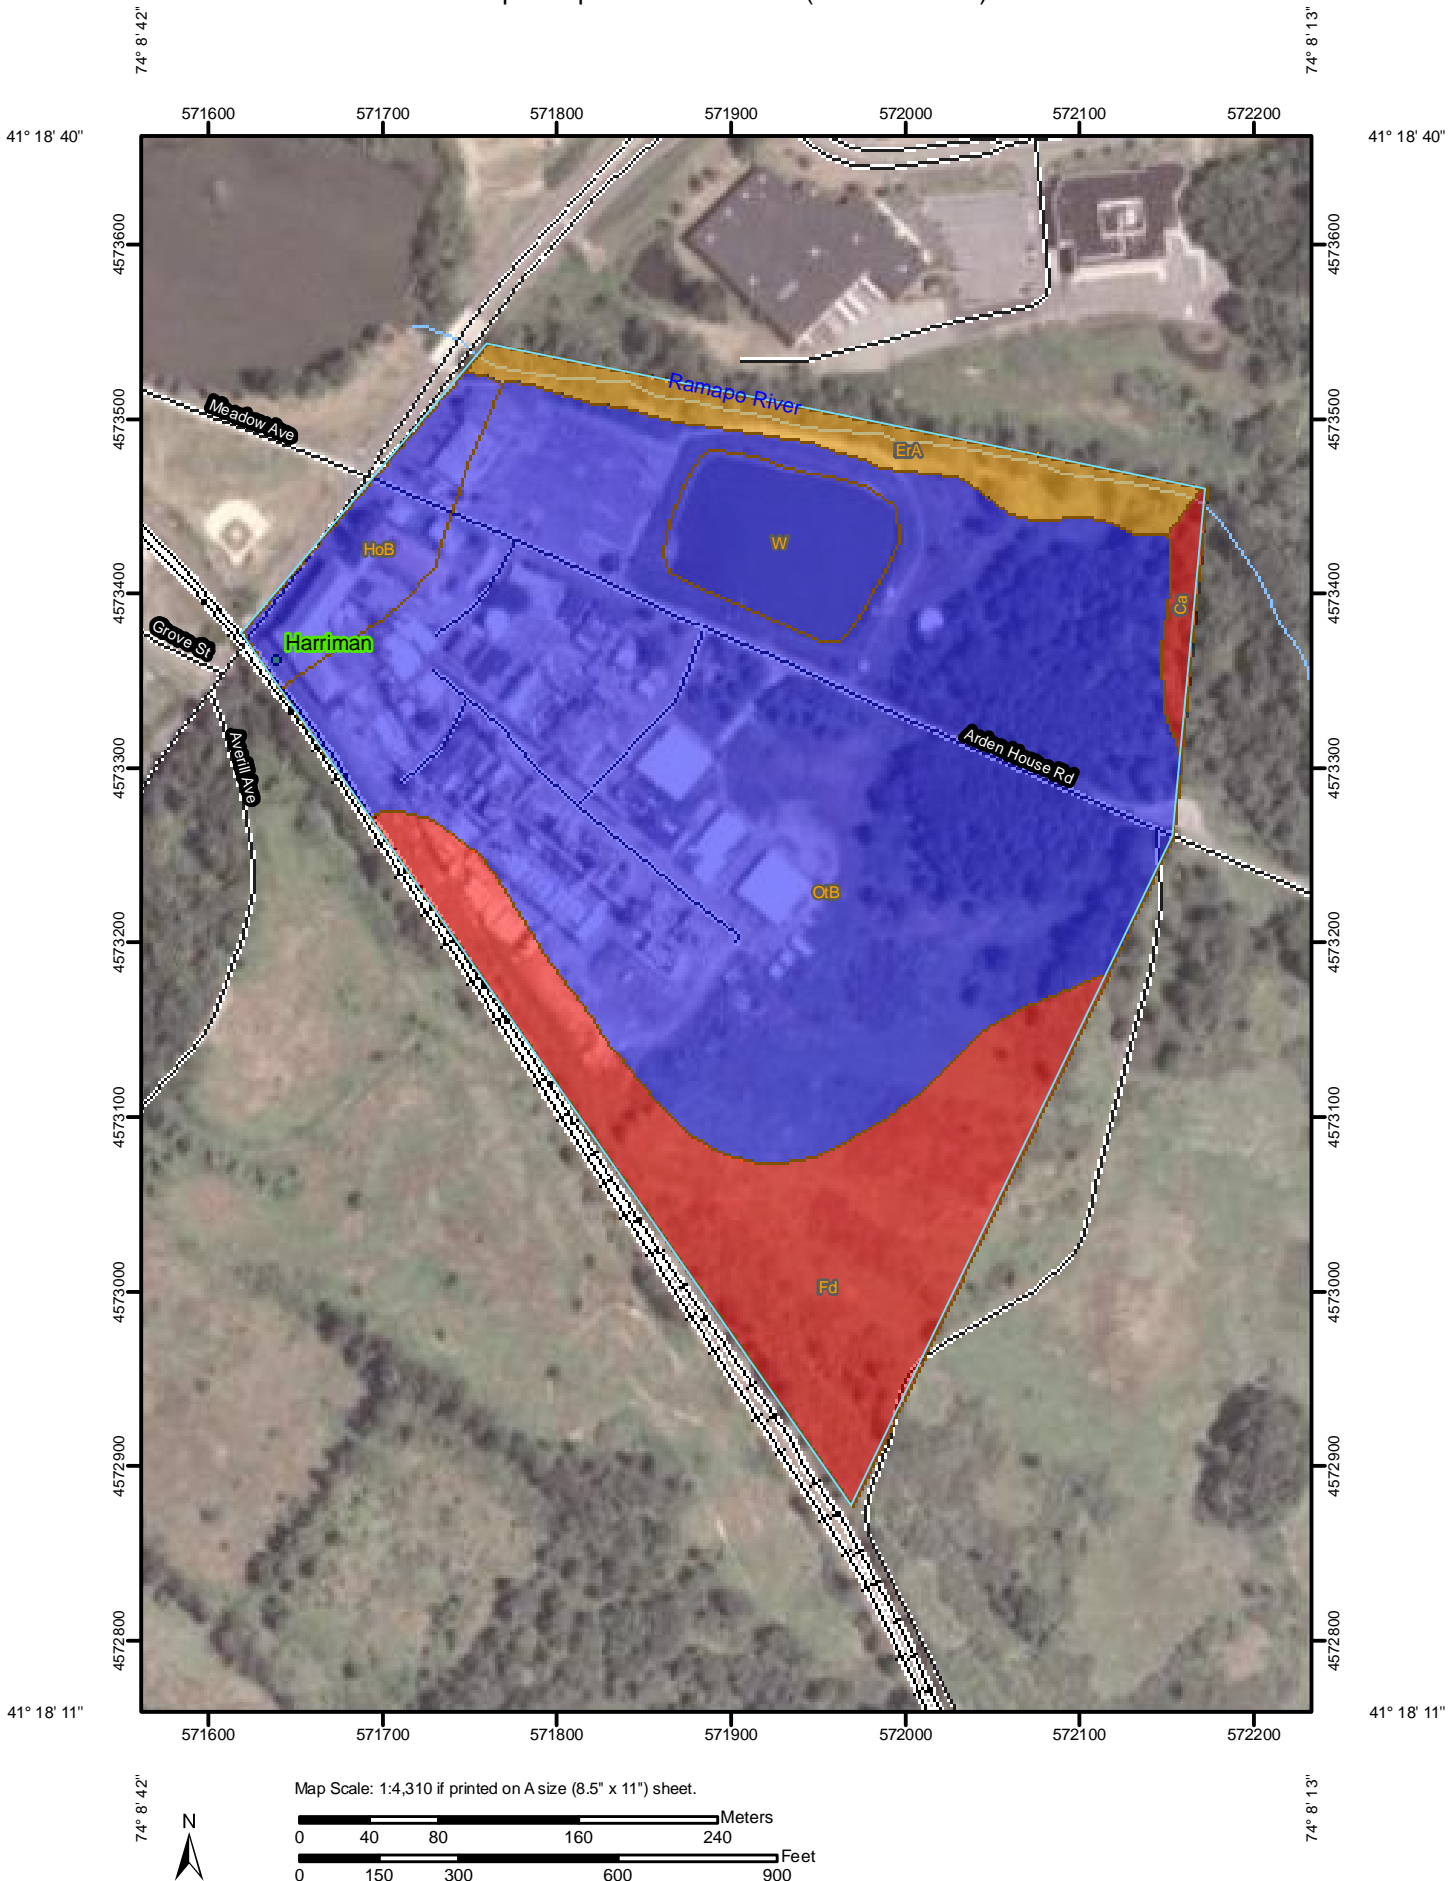 74° 8' 42"
74° 8' 13"
571600 571700 571800 571900 572000 572100 572200
41° 18' 40"
41° 18' 40"
4573600
4573600
Ramapo River
Meadow Ave
4573500
4573500
ErA
W
HoB
4573400
4573400
Ca
Grove St
Harriman
Averill Ave
Arden House Rd
4573300
4573300
OtB
4573200
4573200
4573100
4573100
Fd
4573000
4573000
4572900
4572900
4572800
4572800
41° 18' 11"
41° 18' 11"
571600 571700 571800 571900 572000 572100 572200
74° 8' 42"
74° 8' 13"
Map Scale: 1:4,310 if printed on A size (8.5" x 11") sheet.
N
Meters
0 40 80 160 240
Feet
0 150 300 600 900